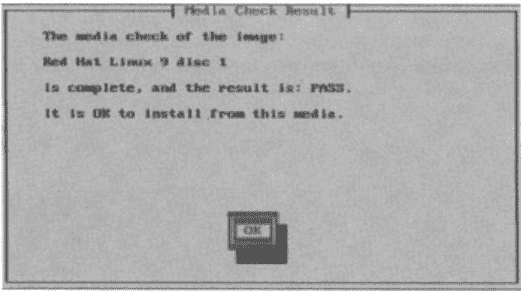 Media Check Result
The media check of the image:
Red Hat Linux 9 disc 1
is complete, and the result is: PASS.
It is OK to install from this media.
OK